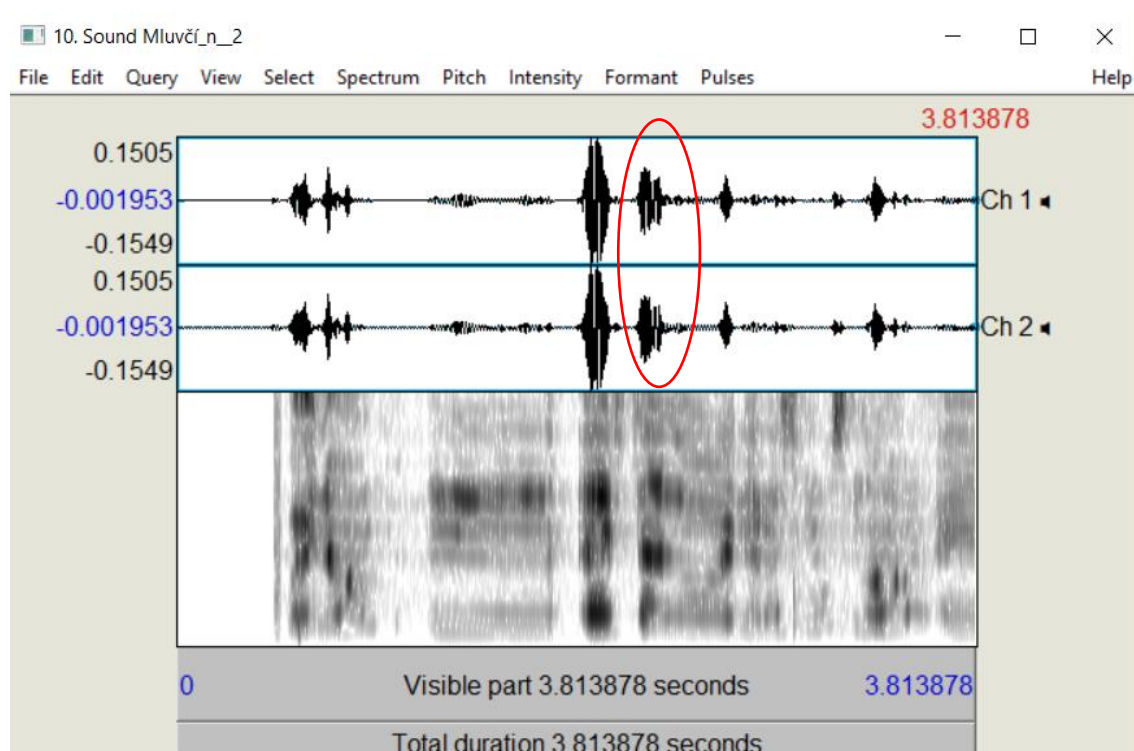 10. Sound Mluvčí_n__2
File Edit Query View Select Spectrum Pitch Intensity Formant Pulses Help
3.813878
0.1505
-0.001953 Ch 1
-0.1549
0.1505
-0.001953 Ch 2
-0.1549
0 Visible part 3.813878 seconds 3.813878
Total duration 3.813878 seconds